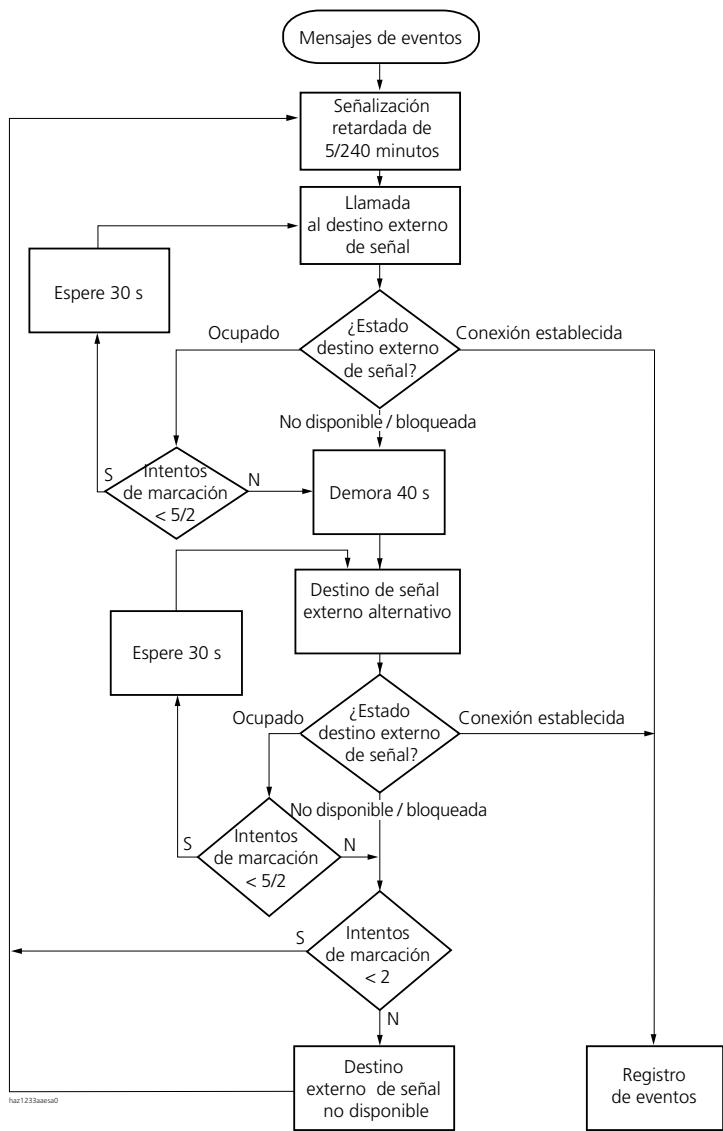 Mensajes de eventos
Señalización
retardada de
5/240 minutos
Llamada
al destino externo
de señal
Espere 30 s
¿Estado
destino externo
de señal?
Ocupado
Conexión establecida
No disponible / bloqueada
S
Intentos
de marcación
< 5/2
N
Demora 40 s
Destino de señal
externo alternativo
Espere 30 s
¿Estado
destino externo
de señal?
Ocupado
Conexión establecida
No disponible / bloqueada
S
Intentos
de marcación
< 5/2
N
S
Intentos
de marcación
< 2
N
Destino
externo de señal
no disponible
Registro
de eventos
haz1233aaesa0